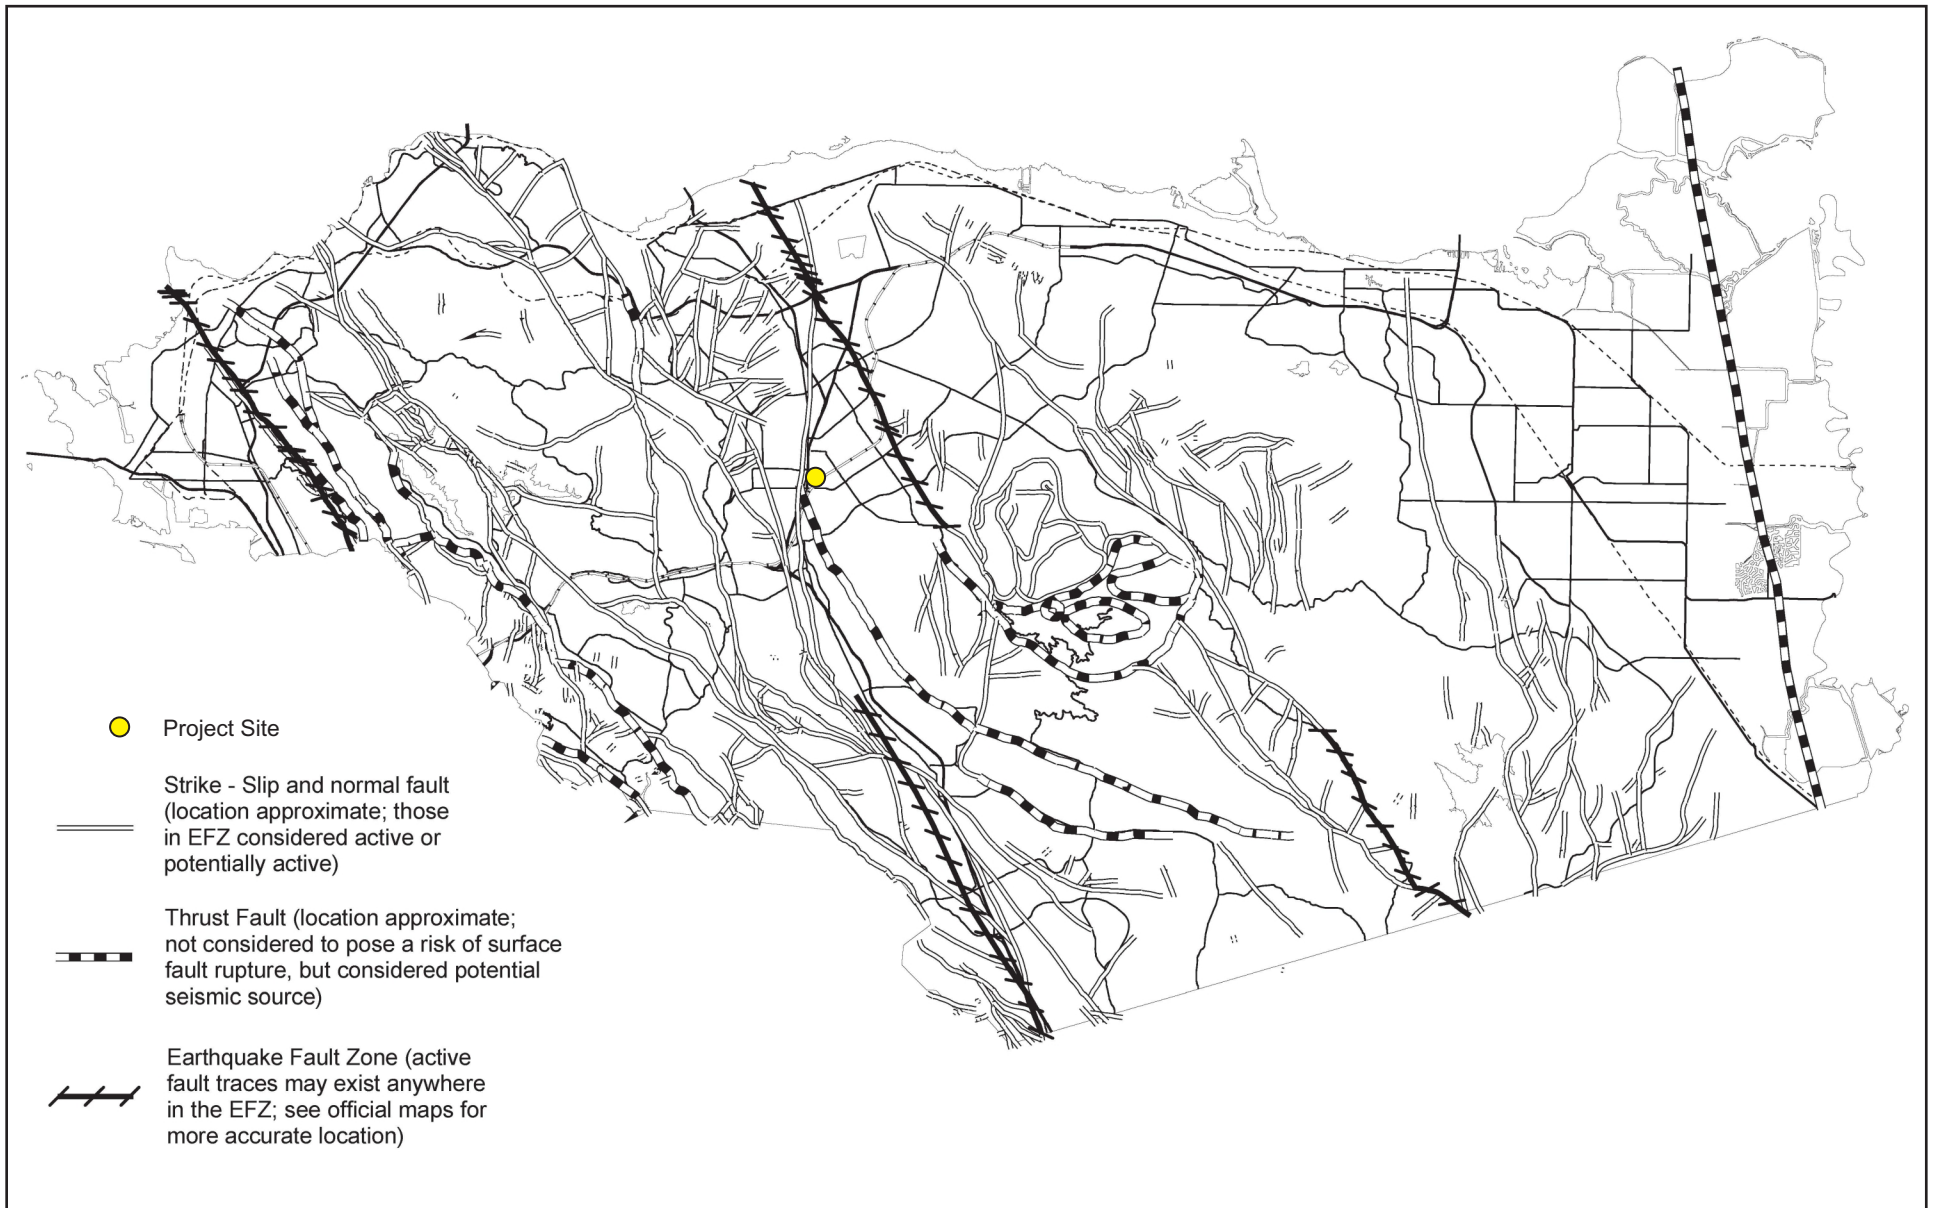 Project Site
Strike - Slip and normal fault
(location approximate; those
in EFZ considered active or
potentially active)
Thrust Fault (location approximate;
not considered to pose a risk of surface
fault rupture, but considered potential
seismic source)
Earthquake Fault Zone (active
fault traces may exist anywhere
in the EFZ; see official maps for
more accurate location)